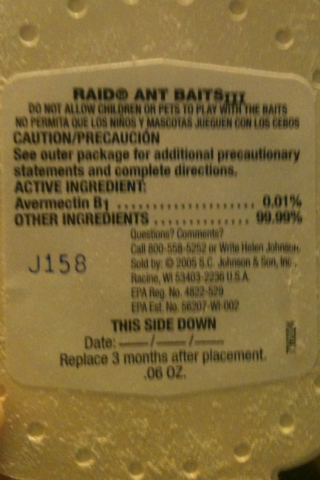 RAID® ANT BAITS III
DO NOT ALLOW CHILDREN OR PETS TO PLAY WITH THE BAITS
NO PERMITA QUE LOS NIÑOS Y MASCOTAS JUEGUEN CON LOS CEBOS
CAUTION/PRECAUCIÓN
See outer package for additional precautionary
statements and complete directions.
ACTIVE INGREDIENT:
Avermectin B1 ..................... 0.01%
OTHER INGREDIENTS .............. 99.99%
Questions? Comments?
Call 800-558-5252 or Write Helen Johnson.
Sold by: © 2005 S.C. Johnson & Son, Inc.,
Racine, WI 53403-2236 U.S.A.
EPA Reg. No. 4822-529
EPA Est. No. 56207-WI-002
J158
THIS SIDE DOWN
Date: __/__/__
Replace 3 months after placement.
.06 OZ.